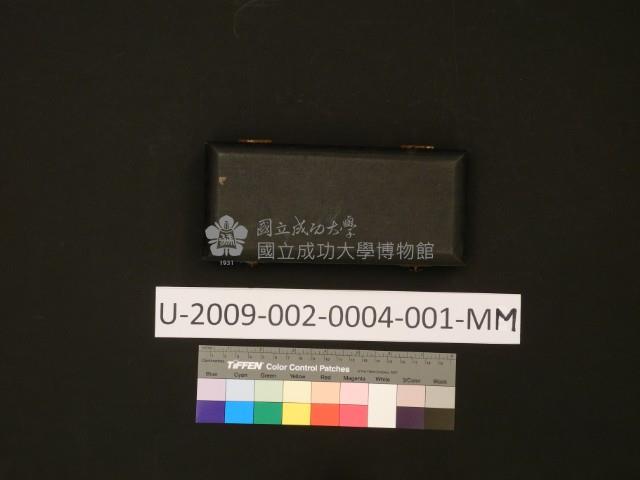 國立成功大學
國立成功大學博物館
1931
U-2009-002-0004-001-MM
TIFFEN Color Control Patches
Blue Cyan Green Yellow Red Magenta White 3/Color Black